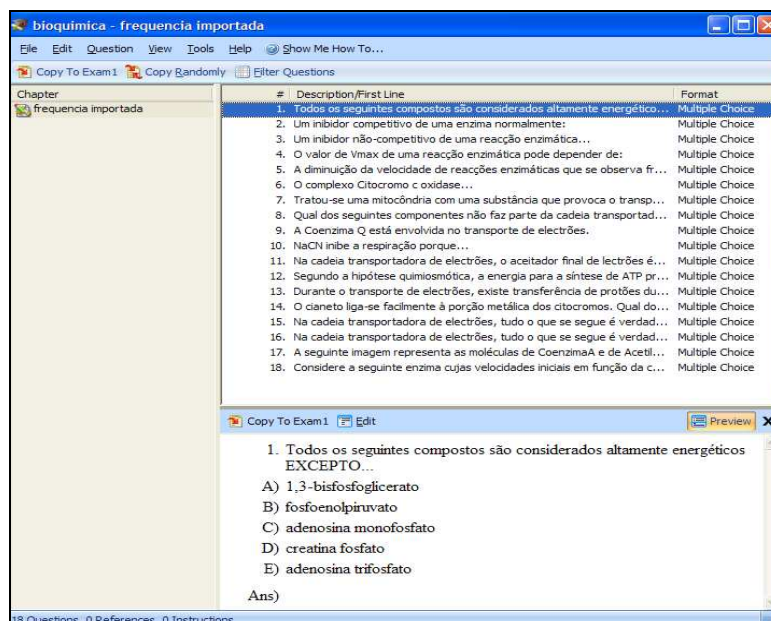 bioquimica - frequencia importada
File Edit Question View Tools Help Show Me How To...
Copy To Exam1 Copy Randomly Filter Questions
Chapter
frequencia importada
# Description/First Line Format
1. Todos os seguintes compostos são considerados altamente energético... Multiple Choice
2. Um inibidor competitivo de uma enzima normalmente: Multiple Choice
3. Um inibidor não-competitivo de uma reacção enzimática... Multiple Choice
4. O valor de Vmax de uma reacção enzimática pode depender de: Multiple Choice
5. A diminuição da velocidade de reacções enzimáticas que se observa fr... Multiple Choice
6. O complexo Citocromo c oxidase... Multiple Choice
7. Tratou-se uma mitocôndria com uma substância que provoca o transp... Multiple Choice
8. Qual dos seguintes componentes não faz parte da cadeia transportad... Multiple Choice
9. A Coenzima Q está envolvida no transporte de electrões. Multiple Choice
10. NaCN inibe a respiração porque... Multiple Choice
11. Na cadeia transportadora de electrões, o aceitador final de lectrões é... Multiple Choice
12. Segundo a hipótese quimiosmótica, a energia para a síntese de ATP pr... Multiple Choice
13. Durante o transporte de electrões, existe transferência de protões du... Multiple Choice
14. O cianeto liga-se facilmente à porção metálica dos citocromos. Qual do... Multiple Choice
15. Na cadeia transportadora de electrões, tudo o que se segue é verdad... Multiple Choice
16. Na cadeia transportadora de electrões, tudo o que se segue é verdad... Multiple Choice
17. A seguinte imagem representa as moléculas de CoenzimaA e de Acetil... Multiple Choice
18. Considere a seguinte enzima cujas velocidades iniciais em função da c... Multiple Choice
Copy To Exam1 Edit Preview
1. Todos os seguintes compostos são considerados altamente energéticos
EXCEPTO...
A) 1,3-bisfosfoglicerato
B) fosfoenolpiruvato
C) adenosina monofosfato
D) creatina fosfato
E) adenosina trifosfato
Ans)
18 Questions, 0 References, 0 Instructions